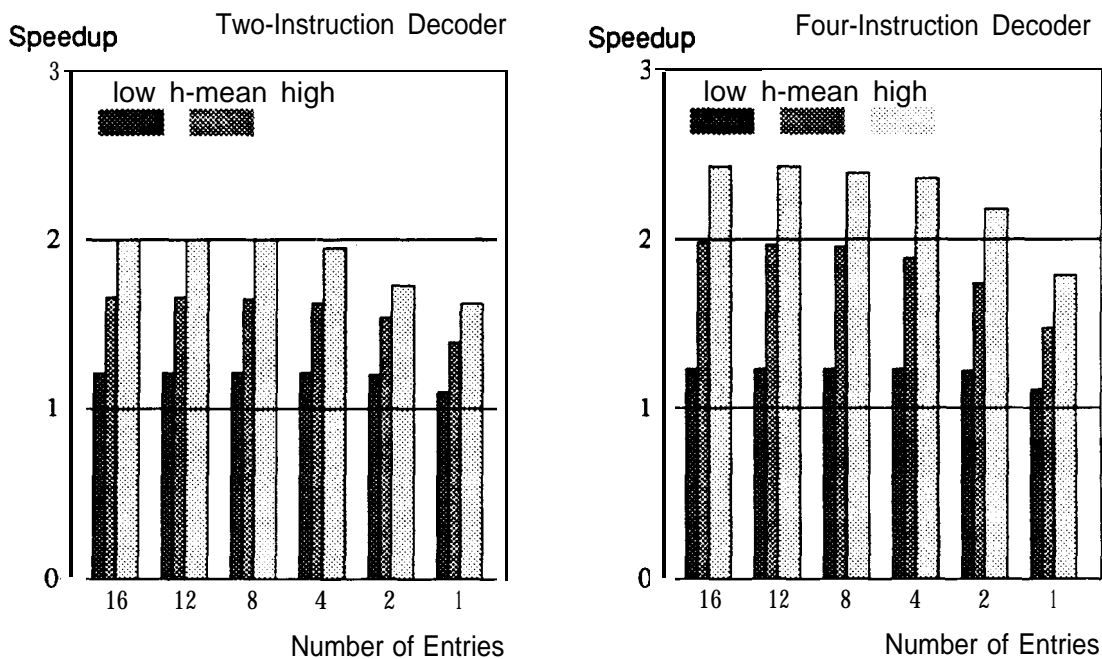 Two-Instruction Decoder
Speedup
3
low h-mean high
2
1
0
16 12 8 4 2 1
Number of Entries
Four-Instruction Decoder
Speedup
3
low h-mean high
2
1
0
16 12 8 4 2 1
Number of Entries